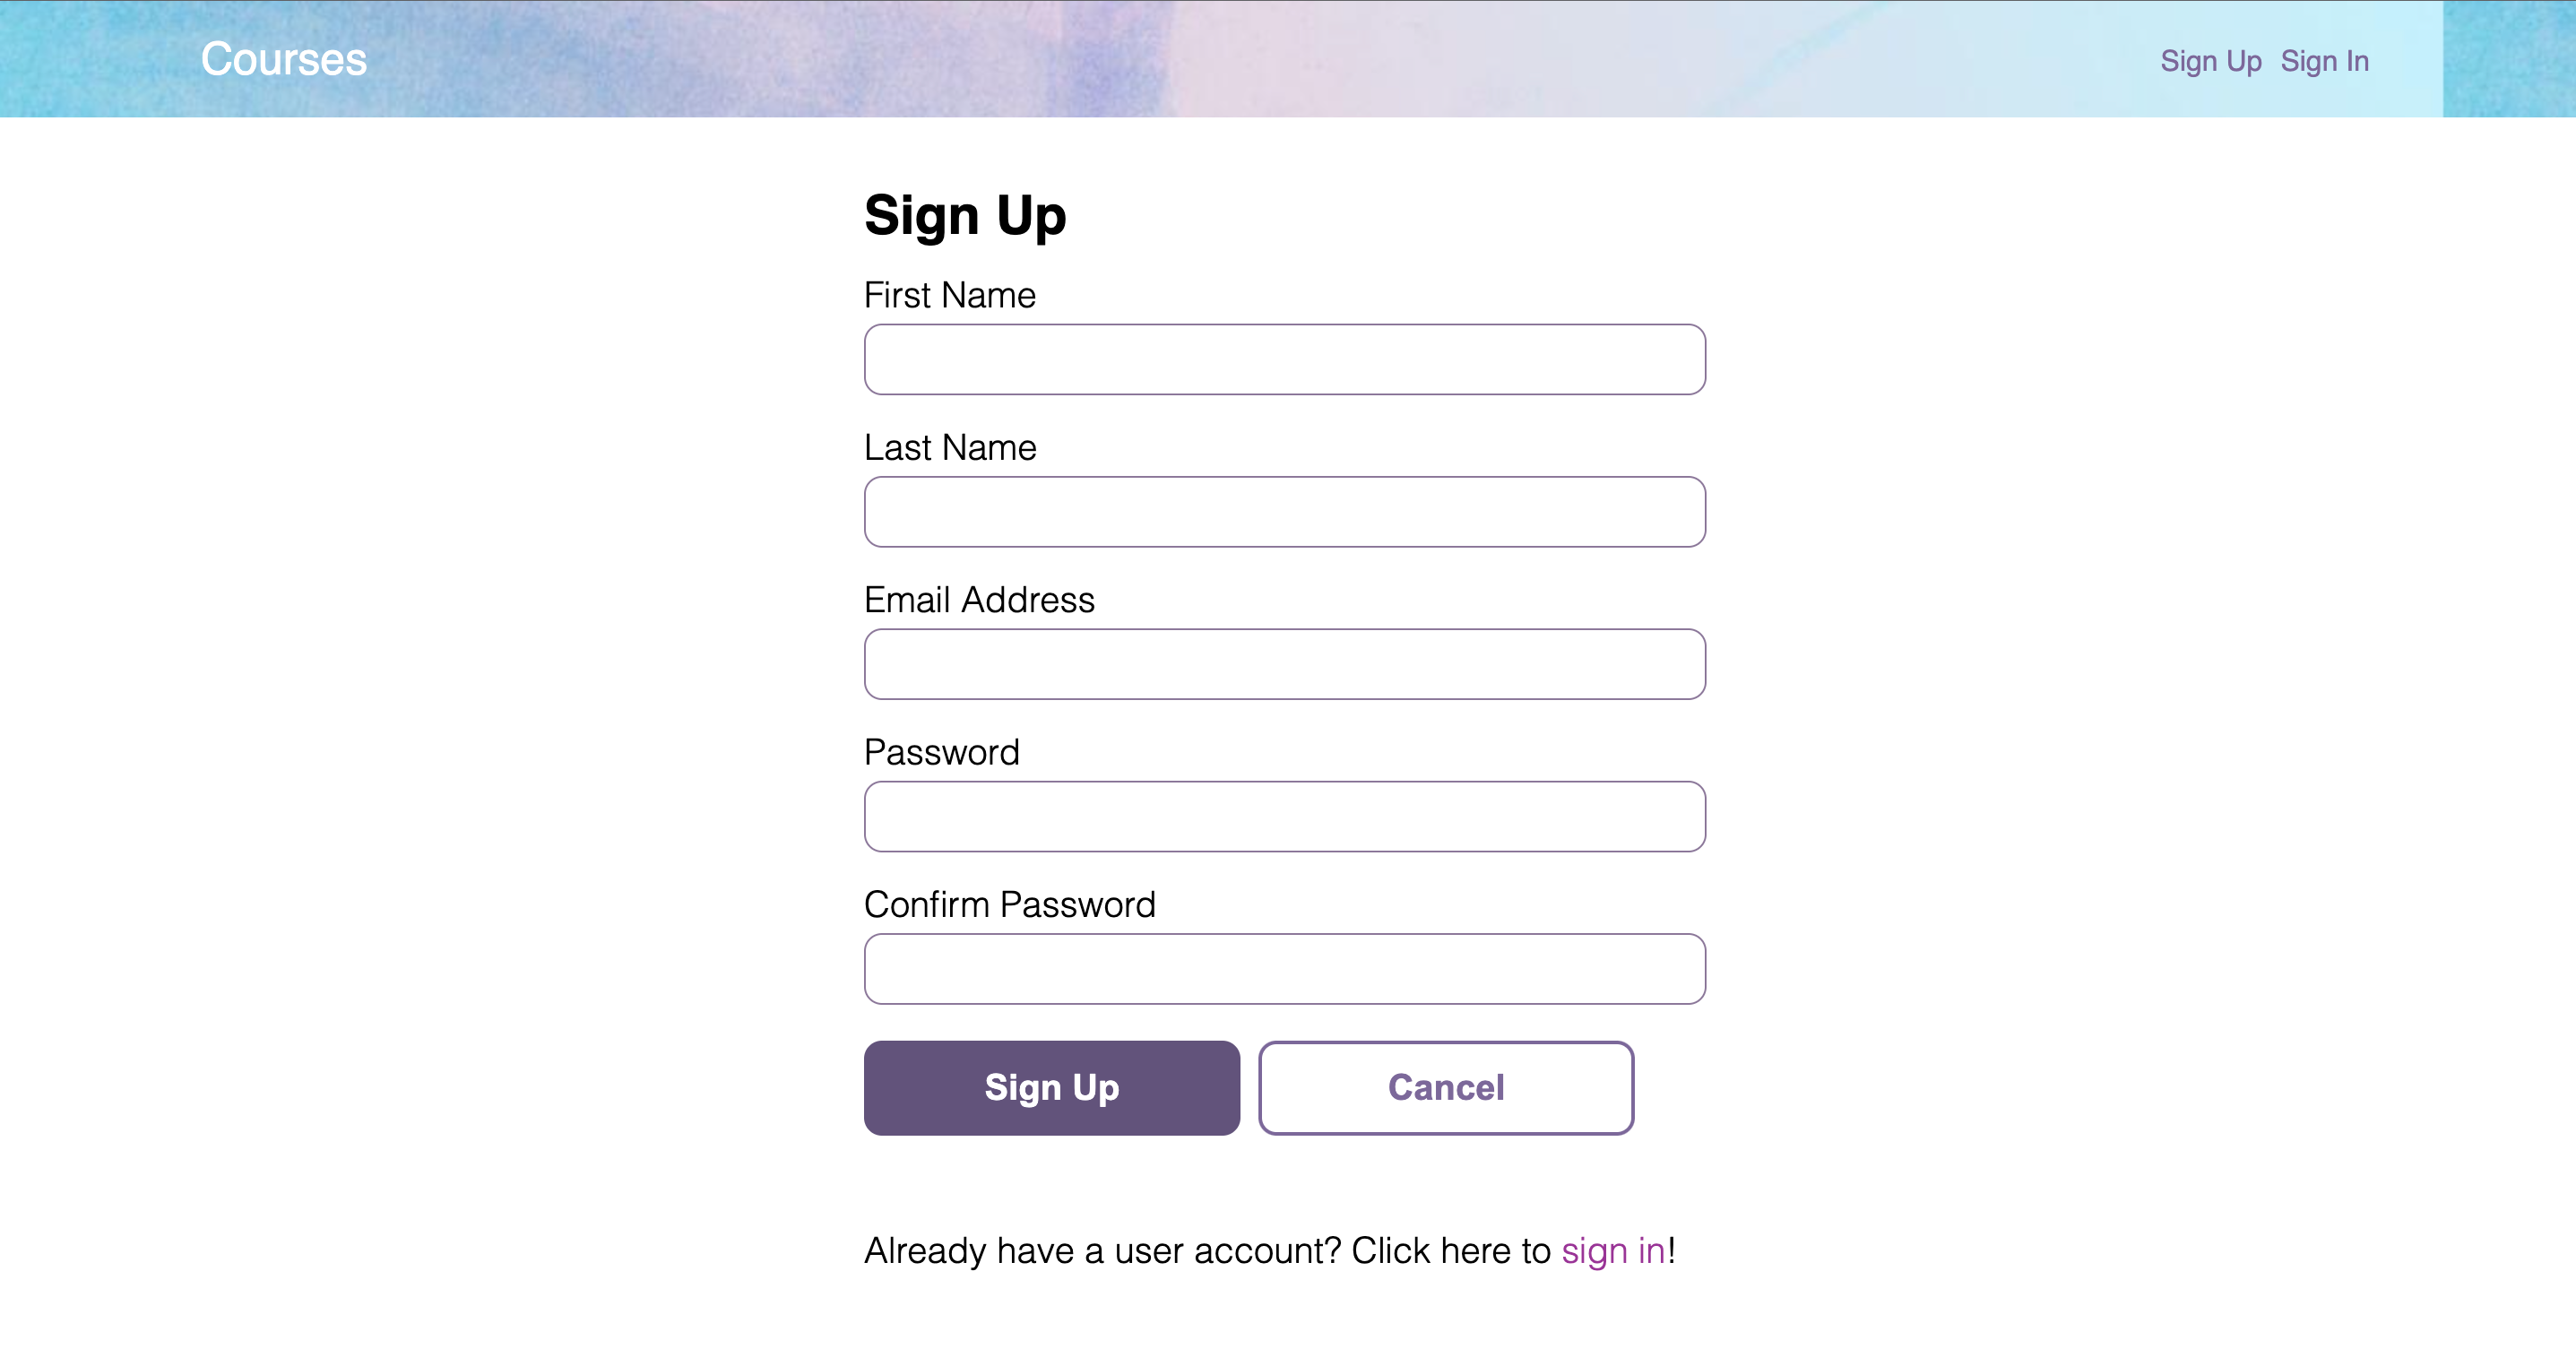 Courses
Sign Up Sign In
Sign Up
First Name
Last Name
Email Address
Password
Confirm Password
Sign Up
Cancel
Already have a user account? Click here to sign in!